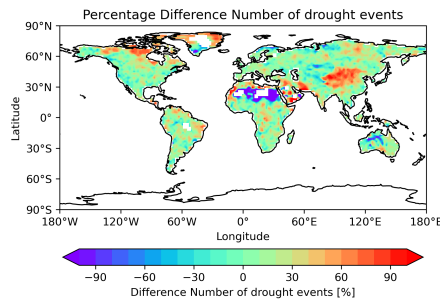 Percentage Difference Number of drought events
90°N
60°N
30°N
0°
30°S
60°S
90°S
Latitude
180°W 120°W 60°W 0° 60°E 120°E 180°E
Longitude
−90 −60 −30 0 30 60 90
Difference Number of drought events [%]